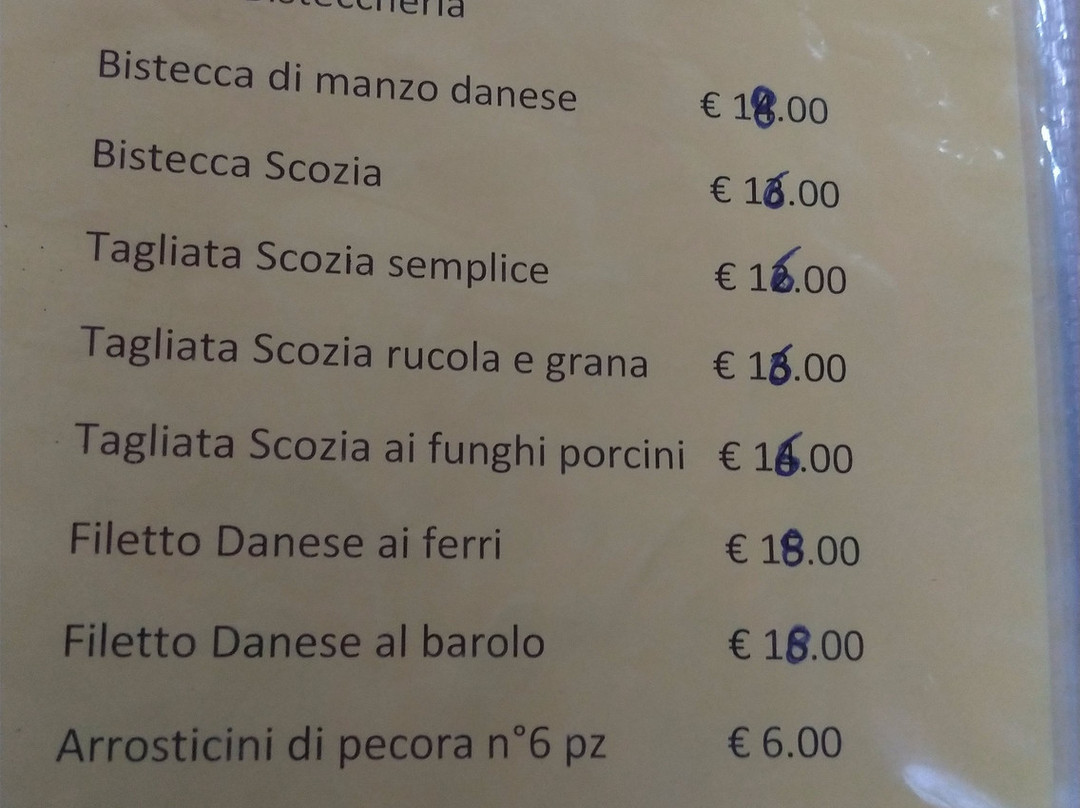 Bisteccheria
Bistecca di manzo danese € 18.00
Bistecca Scozia € 16.00
Tagliata Scozia semplice € 16.00
Tagliata Scozia rucola e grana € 16.00
Tagliata Scozia ai funghi porcini € 16.00
Filetto Danese ai ferri € 18.00
Filetto Danese al barolo € 18.00
Arrosticini di pecora n°6 pz € 6.00